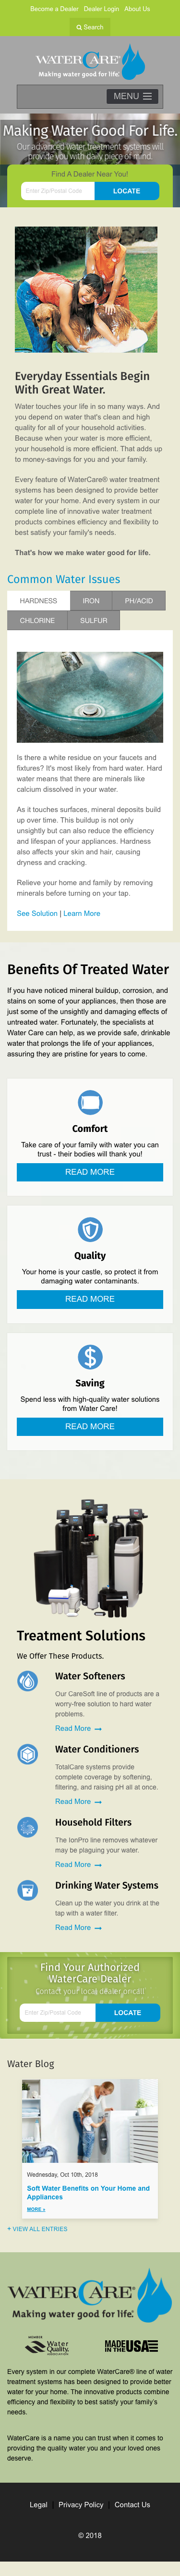 Become a Dealer Dealer Login About Us
Search
WATERCARE®
Making water good for life.
MENU
Making Water Good For Life.
Our advanced water treatment systems will
provide you with daily piece of mind.
Find A Dealer Near You!
Enter Zip/Postal Code LOCATE
Everyday Essentials Begin
With Great Water.
Water touches your life in so many ways. And
you depend on water that's clean and high
quality for all of your household activities.
Because when your water is more efficient,
your household is more efficient. That adds up
to money-savings for you and your family.
Every feature of WaterCare® water treatment
systems has been designed to provide better
water for your home. And every system in our
complete line of innovative water treatment
products combines efficiency and flexibility to
best satisfy your family's needs.
That's how we make water good for life.
Common Water Issues
HARDNESS IRON PH/ACID
CHLORINE SULFUR
Is there a white residue on your faucets and
fixtures? It's most likely from hard water. Hard
water means that there are minerals like
calcium dissolved in your water.
As it touches surfaces, mineral deposits build
up over time. This buildup is not only
unsightly but can also reduce the efficiency
and lifespan of your appliances. Hardness
also affects your skin and hair, causing
dryness and cracking.
Relieve your home and family by removing
minerals before turning on your tap.
See Solution | Learn More
Benefits Of Treated Water
If you have noticed mineral buildup, corrosion, and
stains on some of your appliances, then those are
just some of the unsightly and damaging effects of
untreated water. Fortunately, the specialists at
Water Care can help, as we provide safe, drinkable
water that prolongs the life of your appliances,
assuring they are pristine for years to come.
Comfort
Take care of your family with water you can
trust - their bodies will thank you!
READ MORE
Quality
Your home is your castle, so protect it from
damaging water contaminants.
READ MORE
Saving
Spend less with high-quality water solutions
from Water Care!
READ MORE
Treatment Solutions
We Offer These Products.
Water Softeners
Our CareSoft line of products are a
worry-free solution to hard water
problems.
Read More →
Water Conditioners
TotalCare systems provide
complete coverage by softening,
filtering, and raising pH all at once.
Read More →
Household Filters
The IonPro line removes whatever
may be plaguing your water.
Read More →
Drinking Water Systems
Clean up the water you drink at the
tap with a water filter.
Read More →
Find Your Authorized
WaterCare Dealer
Contact your local dealer or call
Enter Zip/Postal Code LOCATE
Water Blog
Wednesday, Oct 10th, 2018
Soft Water Benefits on Your Home and
Appliances
MORE »
+ VIEW ALL ENTRIES
WATERCARE®
Making water good for life.
MEMBER
Water Quality
MADE IN THE USA
Every system in our complete WaterCare® line of water
treatment systems has been designed to provide better
water for your home. The innovative products combine
efficiency and flexibility to best satisfy your family's
needs.
WaterCare is a name you can trust when it comes to
providing the quality water you and your loved ones
deserve.
Legal Privacy Policy Contact Us
© 2018